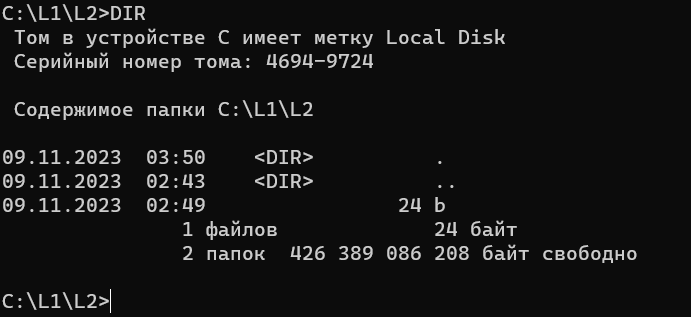 C:\L1\L2>DIR
Том в устройстве C имеет метку Local Disk
Серийный номер тома: 4694-9724
Содержимое папки C:\L1\L2
09.11.2023  03:50    <DIR>          .
09.11.2023  02:43    <DIR>          ..
09.11.2023  02:49                24 b
1 файлов             24 байт
2 папок  426 389 086 208 байт свободно
C:\L1\L2>